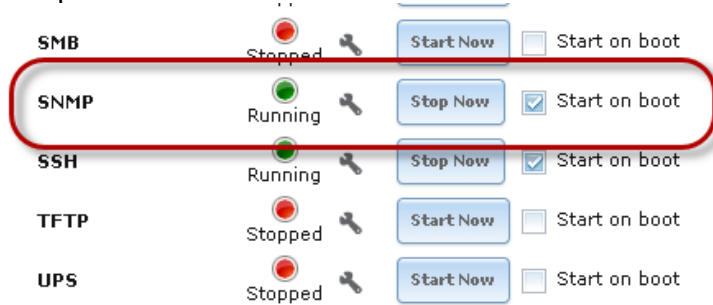 SMB Stopped Start Now Start on boot
SNMP Running Stop Now Start on boot
SSH Running Stop Now Start on boot
TFTP Stopped Start Now Start on boot
UPS Stopped Start Now Start on boot